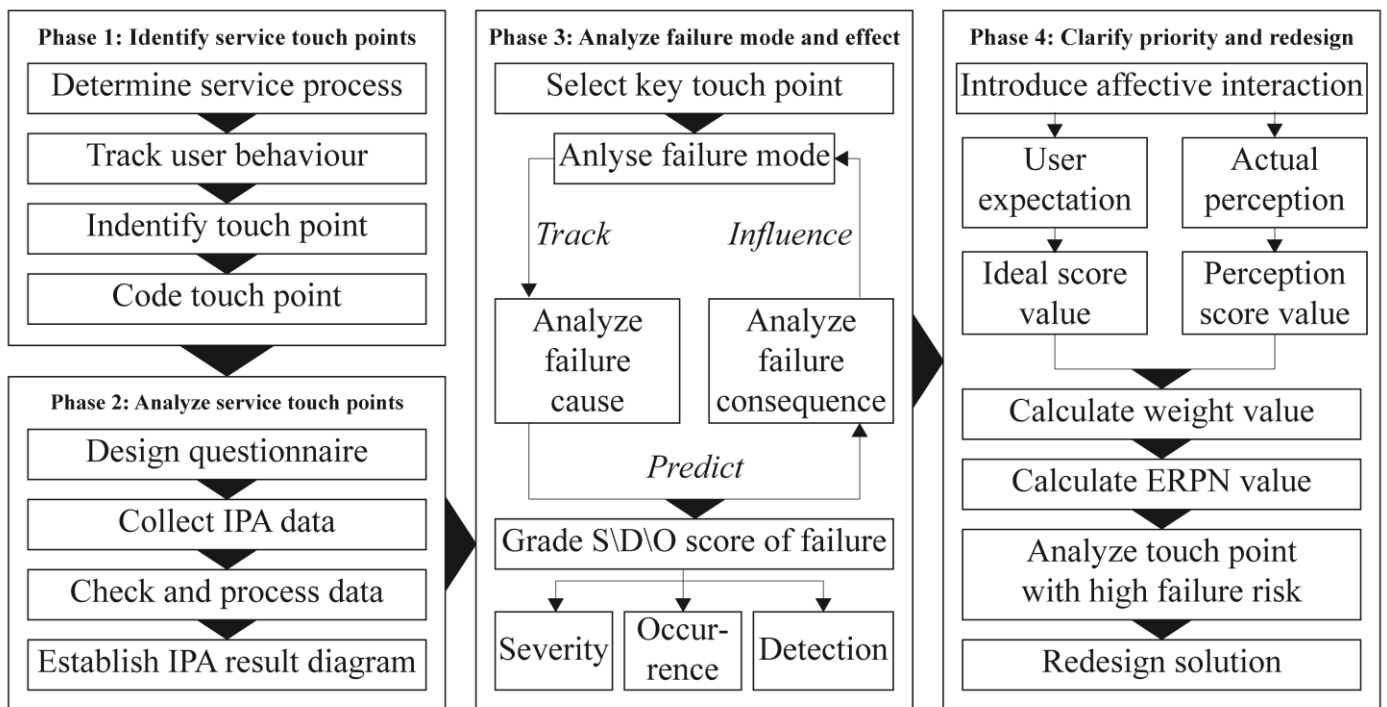 Phase 1: Identify service touch points
Determine service process
Track user behaviour
Indentify touch point
Code touch point
Phase 2: Analyze service touch points
Design questionnaire
Collect IPA data
Check and process data
Establish IPA result diagram
Phase 3: Analyze failure mode and effect
Select key touch point
Anlyse failure mode
Track
Influence
Analyze
failure
cause
Analyze
failure
consequence
Predict
Grade S\D\O score of failure
Severity
Occur-
rence
Detection
Phase 4: Clarify priority and redesign
Introduce affective interaction
User
expectation
Actual
perception
Ideal score
value
Perception
score value
Calculate weight value
Calculate ERPN value
Analyze touch point
with high failure risk
Redesign solution